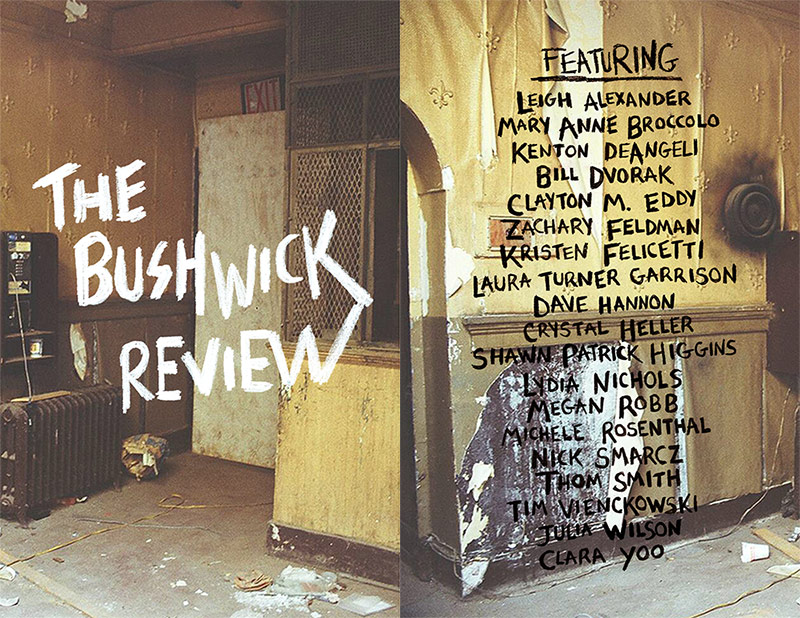 EXIT
THE
BUSHWICK
REVIEW
FEATURING
LEIGH ALEXANDER
MARY ANNE BROCCOLO
KENTON DEANGELI
BILL DVORAK
CLAYTON M. EDDY
ZACHARY FELDMAN
KRISTEN FELICETTI
LAURA TURNER GARRISON
DAVE HANNON
CRYSTAL HELLER
SHAWN PATRICK HIGGINS
LYDIA NICHOLS
MEGAN ROBB
MICHELE ROSENTHAL
NICK SMARCZ
THOM SMITH
TIM VIENCKOWSKI
JULIA WILSON
CLARA YOO